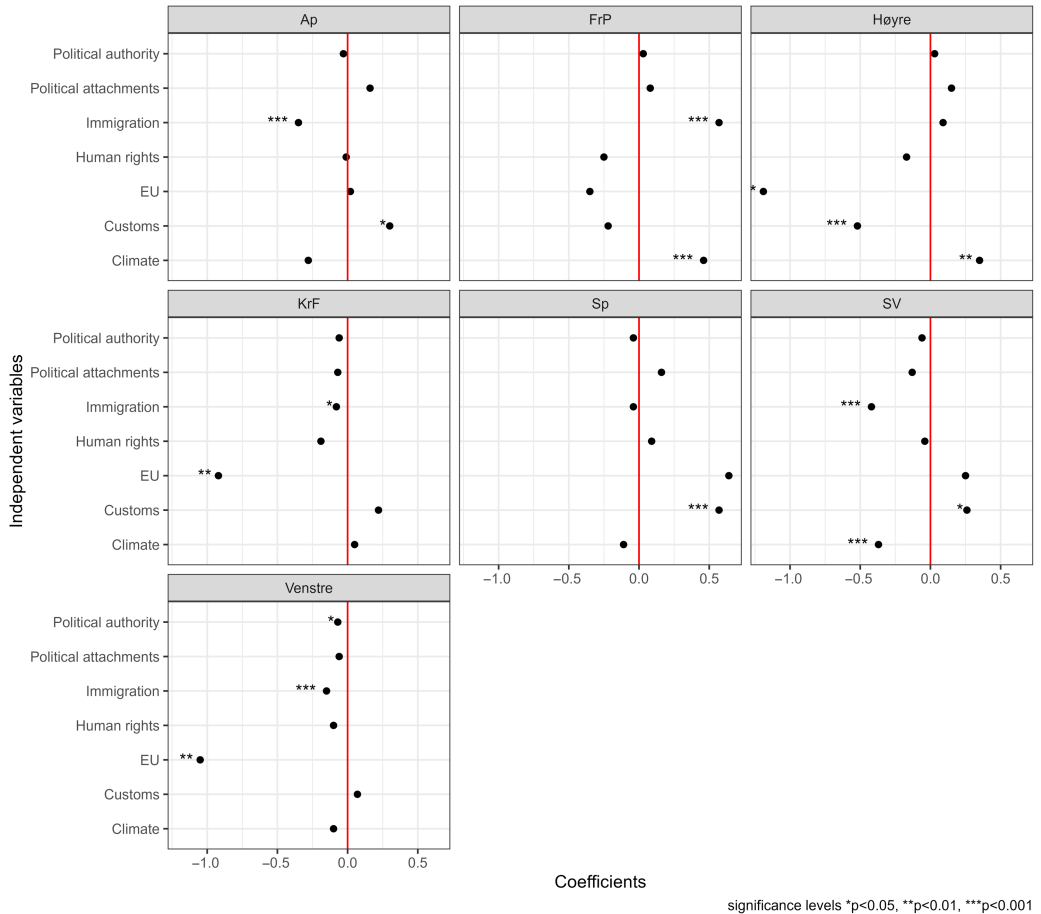 Ap FrP Høyre
Political authority
Political attachments
Immigration ***  ***
Human rights
EU *
Customs * ***
Climate *** **
KrF Sp SV
Political authority
Political attachments
Immigration * ***
Human rights
EU **
Customs *** *
Climate ***
−1.0 −0.5 0.0 0.5 −1.0 −0.5 0.0 0.5
Venstre
Political authority *
Political attachments
Immigration ***
Human rights
EU **
Customs
Climate
−1.0 −0.5 0.0 0.5
Independent variables
Coefficients
significance levels *p<0.05, **p<0.01, ***p<0.001